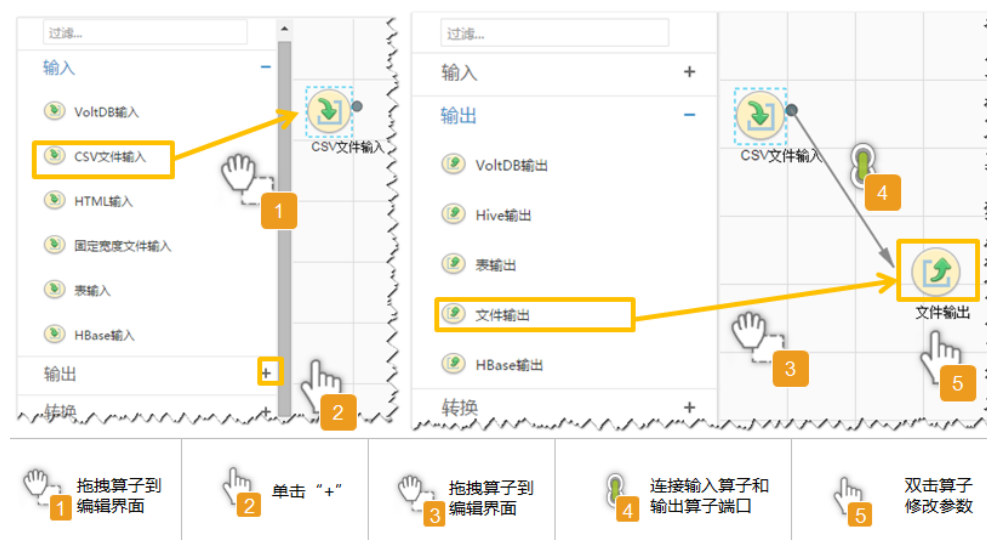 过滤...
输入 −
VoltDB输入
CSV文件输入
HTML输入
固定宽度文件输入
表输入
HBase输入
输出 +
转换 +
CSV文件输入
1
2
过滤...
输入 +
输出 −
VoltDB输出
Hive输出
表输出
文件输出
HBase输出
转换 +
CSV文件输入
4
文件输出
3
5
1 拖拽算子到
编辑界面
2 单击“+”
3 拖拽算子到
编辑界面
4 连接输入算子和
输出算子端口
5 双击算子
修改参数